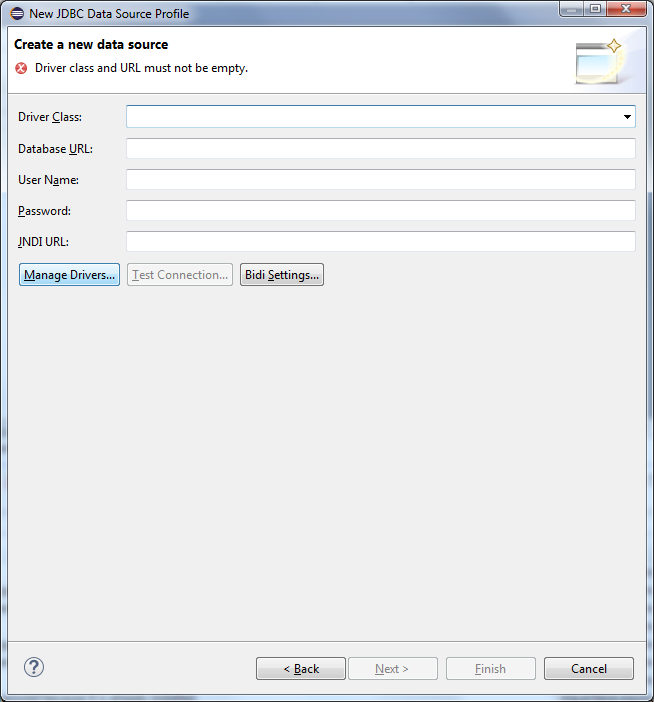 New JDBC Data Source Profile
Create a new data source
Driver class and URL must not be empty.
Driver Class:
Database URL:
User Name:
Password:
JNDI URL:
Manage Drivers... Test Connection... Bidi Settings...
? < Back Next > Finish Cancel